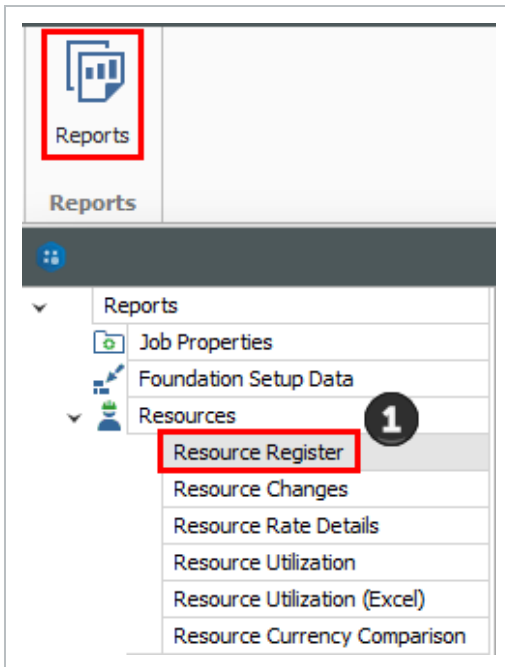 Reports
Reports
Reports
Job Properties
Foundation Setup Data
Resources
1
Resource Register
Resource Changes
Resource Rate Details
Resource Utilization
Resource Utilization (Excel)
Resource Currency Comparison